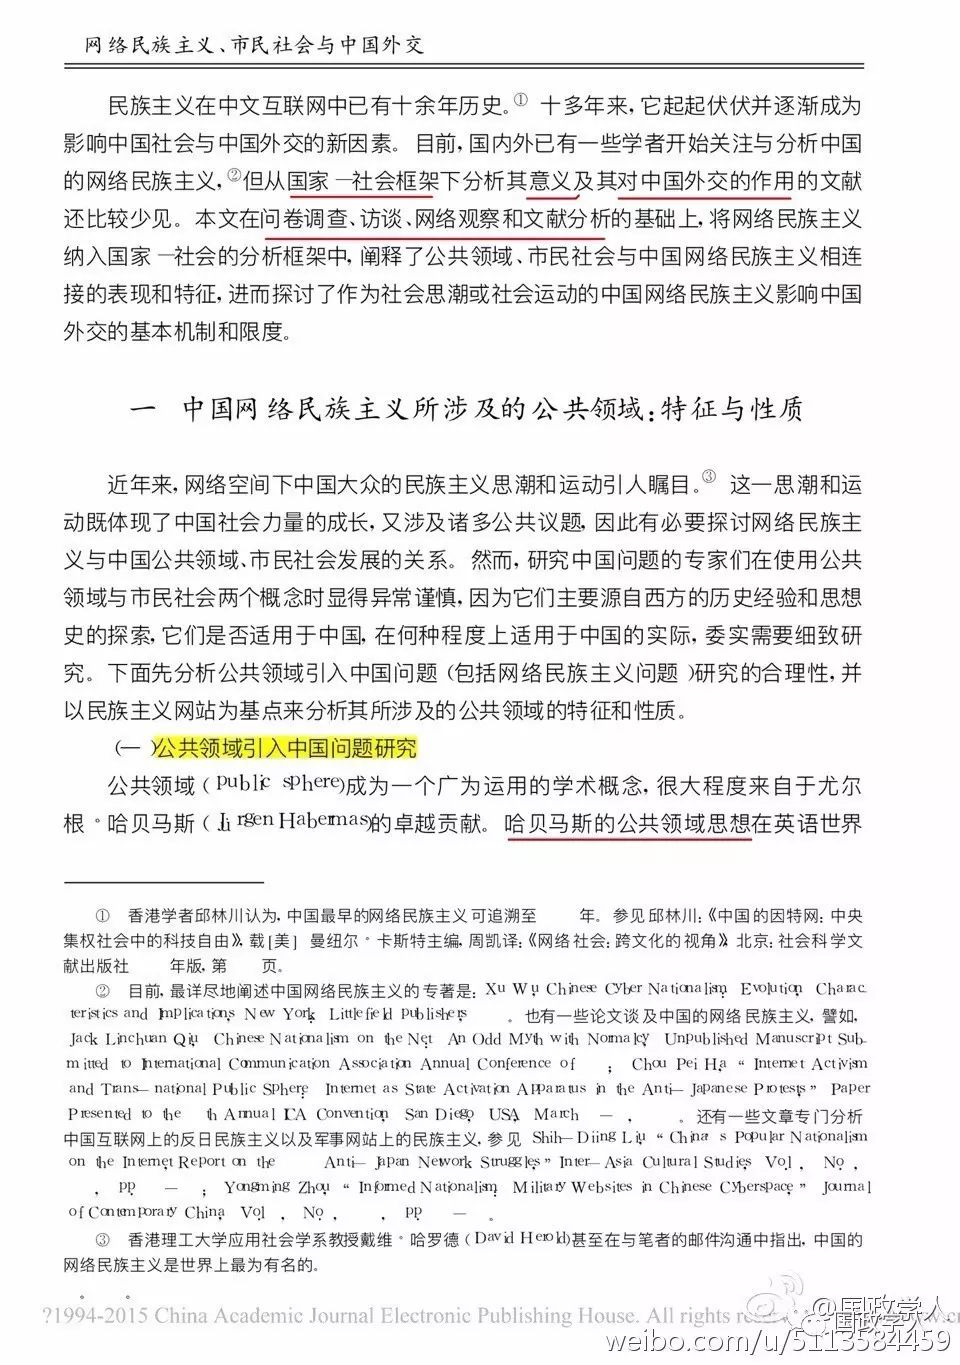 网络民族主义、市民社会与中国外交
民族主义在中文互联网中已有十余年历史。① 十多年来，它起起伏伏并逐渐成为
影响中国社会与中国外交的新因素。目前，国内外已有一些学者开始关注与分析中国
的网络民族主义，②但从国家—社会框架下分析其意义及其对中国外交的作用的文献
还比较少见。本文在问卷调查、访谈、网络观察和文献分析的基础上，将网络民族主义
纳入国家—社会的分析框架中，阐释了公共领域、市民社会与中国网络民族主义相连
接的表现和特征，进而探讨了作为社会思潮或社会运动的中国网络民族主义影响中国
外交的基本机制和限度。
一 中国网络民族主义所涉及的公共领域：特征与性质
近年来，网络空间下中国大众的民族主义思潮和运动引人瞩目。③ 这一思潮和运
动既体现了中国社会力量的成长，又涉及诸多公共议题，因此有必要探讨网络民族主
义与中国公共领域、市民社会发展的关系。然而，研究中国问题的专家们在使用公共
领域与市民社会两个概念时显得异常谨慎，因为它们主要源自西方的历史经验和思想
史的探索，它们是否适用于中国，在何种程度上适用于中国的实际，委实需要细致研
究。下面先分析公共领域引入中国问题（包括网络民族主义问题）研究的合理性，并
以民族主义网站为基点来分析其所涉及的公共领域的特征和性质。
（一）公共领域引入中国问题研究
公共领域（public sphere)成为一个广为运用的学术概念，很大程度来自于尤尔
根°哈贝马斯（Jürgen Habermas)的卓越贡献。哈贝马斯的公共领域思想在英语世界
① 香港学者邱林川认为，中国最早的网络民族主义可追溯至 年。参见邱林川：《中国的因特网：中央
集权社会中的科技自由》，载[美] 曼纽尔°卡斯特主编，周凯译：《网络社会：跨文化的视角》，北京：社会科学文
献出版社 年版，第 页。
② 目前，最详尽地阐述中国网络民族主义的专著是：Xu Wu, Chinese Cyber Nationalism: Evolution, Charac-
teristics and Implications, New York: Littlefield publishers, 。也有一些论文谈及中国的网络民族主义，譬如，
Jack Linchuan Qiu, Chinese Nationalism on the Net: An Odd Myth with Normalcy, Unpublished Manuscript Sub-
mitted to International Communication Association Annual Conference of ; Chou Pei Ha, “Internet Activism
and Trans—national Public Sphere: Internet as State Activation Apparatus in the Anti—Japanese Protests,” Paper
Presented to the th Annual ICA Convention, San Diego, USA, March — , 。还有一些文章专门分析
中国互联网上的反日民族主义以及军事网站上的民族主义，参见 Shih—Diing Liu, “China's Popular Nationalism
on the Internet, Report on the Anti—Japan Network Struggles,” Inter—Asia Cultural Studies, Vol. , No. ,
, pp. — ; Yongming Zhou, “Informed Nationalism: Military Websites in Chinese Cyberspace,” Journal
of Contemporary China, Vol. , No. , , pp. — 。
③ 香港理工大学应用社会学系教授戴维°哈罗德（David Herold)甚至在与笔者的邮件沟通中指出，中国的
网络民族主义是世界上最为有名的。
° °
?1994-2015 China Academic Journal Electronic Publishing House. All rights
@国政学人
国政学人
weibo.com/u/5113584459